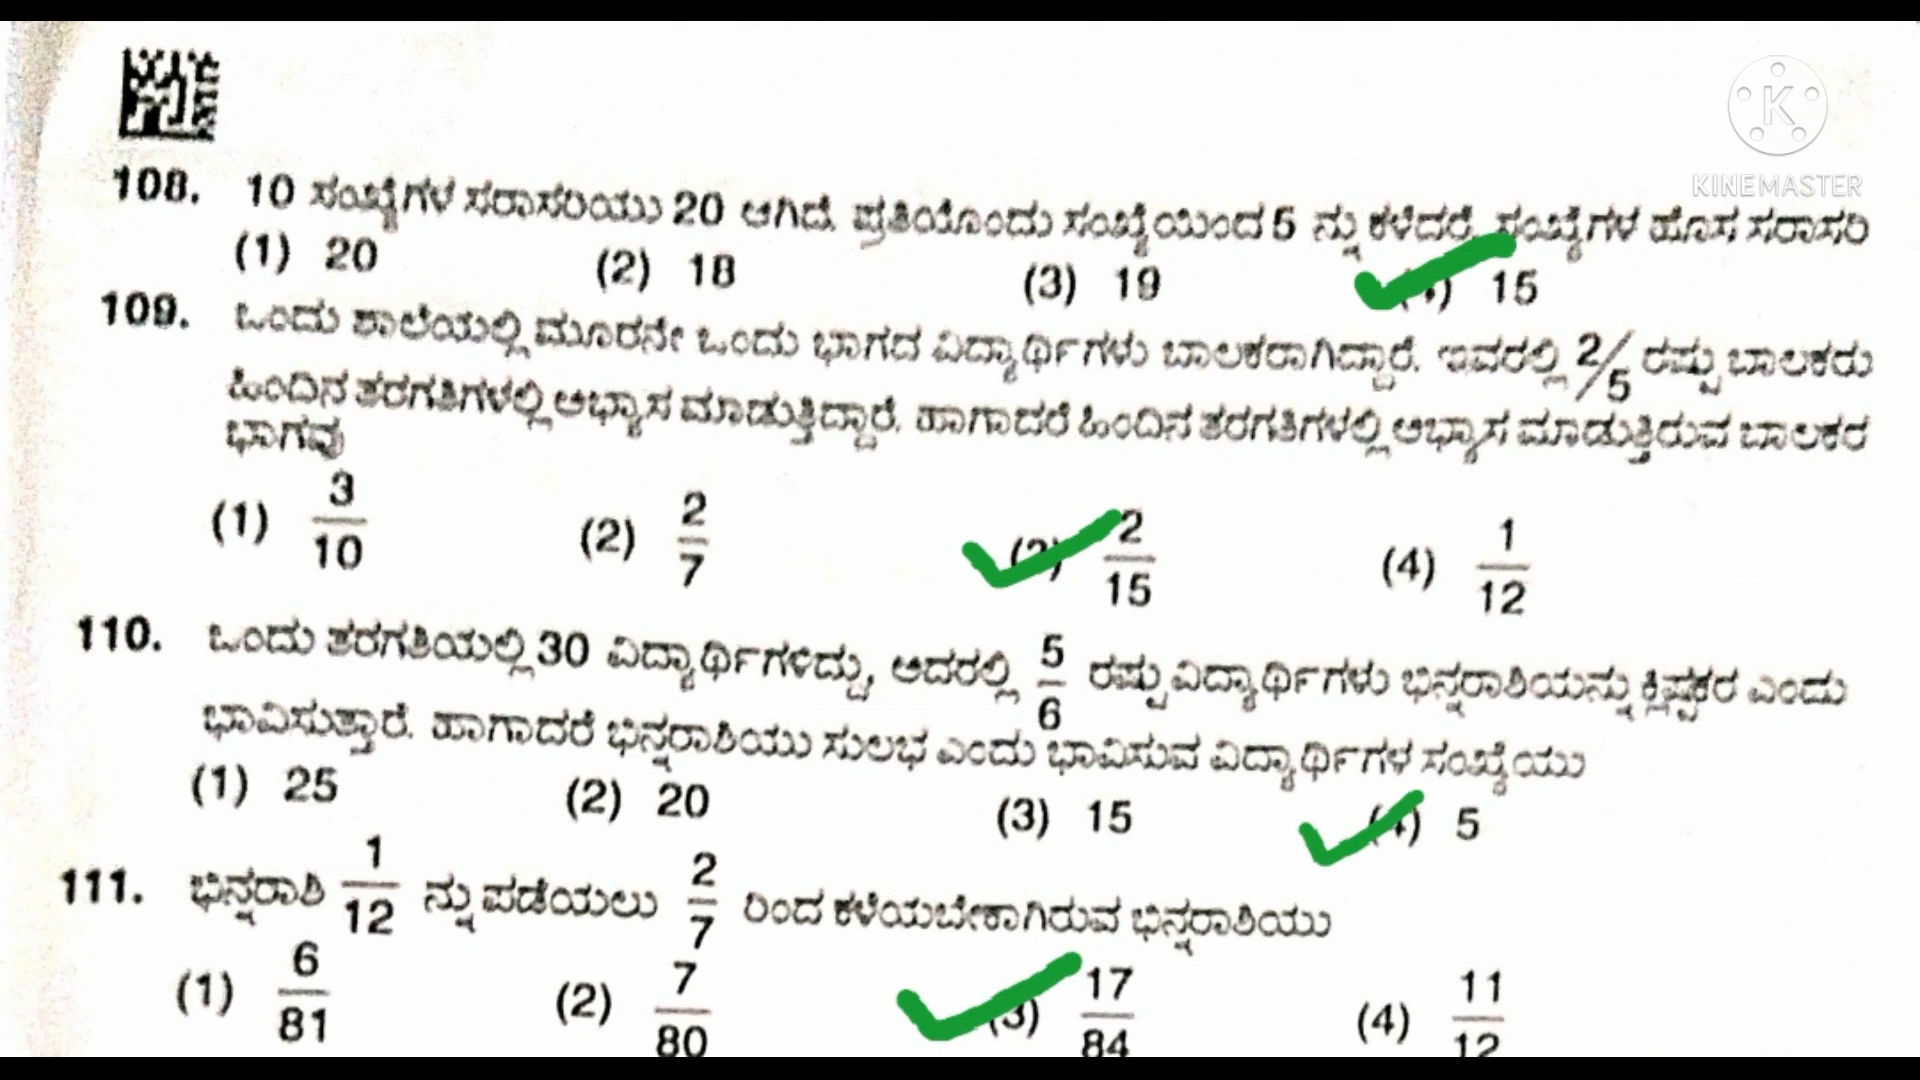 KINEMASTER
108. 10 ಸಂಖ್ಯೆಗಳ ಸರಾಸರಿಯು 20 ಆಗಿದೆ. ಪ್ರತಿಯೊಂದು ಸಂಖ್ಯೆಯಿಂದ 5 ನ್ನು ಕಳೆದರೆ, ಸಂಖ್ಯೆಗಳ ಹೊಸ ಸರಾಸರಿ
(1) 20 (2) 18 (3) 19 (4) 15
109. ಒಂದು ಶಾಲೆಯಲ್ಲಿ ಮೂರನೇ ಒಂದು ಭಾಗದ ವಿದ್ಯಾರ್ಥಿಗಳು ಬಾಲಕರಾಗಿದ್ದಾರೆ. ಇವರಲ್ಲಿ 2/5 ರಷ್ಟು ಬಾಲಕರು
ಹಿಂದಿನ ತರಗತಿಗಳಲ್ಲಿ ಅಭ್ಯಾಸ ಮಾಡುತ್ತಿದ್ದಾರೆ. ಹಾಗಾದರೆ ಹಿಂದಿನ ತರಗತಿಗಳಲ್ಲಿ ಅಭ್ಯಾಸ ಮಾಡುತ್ತಿರುವ ಬಾಲಕರ
ಭಾಗವು
(1) 3/10 (2) 2/7 (3) 2/15 (4) 1/12
110. ಒಂದು ತರಗತಿಯಲ್ಲಿ 30 ವಿದ್ಯಾರ್ಥಿಗಳಿದ್ದು, ಅದರಲ್ಲಿ 5/6 ರಷ್ಟು ವಿದ್ಯಾರ್ಥಿಗಳು ಭಿನ್ನರಾಶಿಯನ್ನು ಕ್ಲಿಷ್ಟಕರ ಎಂದು
ಭಾವಿಸುತ್ತಾರೆ. ಹಾಗಾದರೆ ಭಿನ್ನರಾಶಿಯು ಸುಲಭ ಎಂದು ಭಾವಿಸುವ ವಿದ್ಯಾರ್ಥಿಗಳ ಸಂಖ್ಯೆಯು
(1) 25 (2) 20 (3) 15 (4) 5
111. ಭಿನ್ನರಾಶಿ 1/12 ನ್ನು ಪಡೆಯಲು 2/7 ರಿಂದ ಕಳೆಯಬೇಕಾಗಿರುವ ಭಿನ್ನರಾಶಿಯು
(1) 6/81 (2) 7/80 (3) 17/84 (4) 11/12